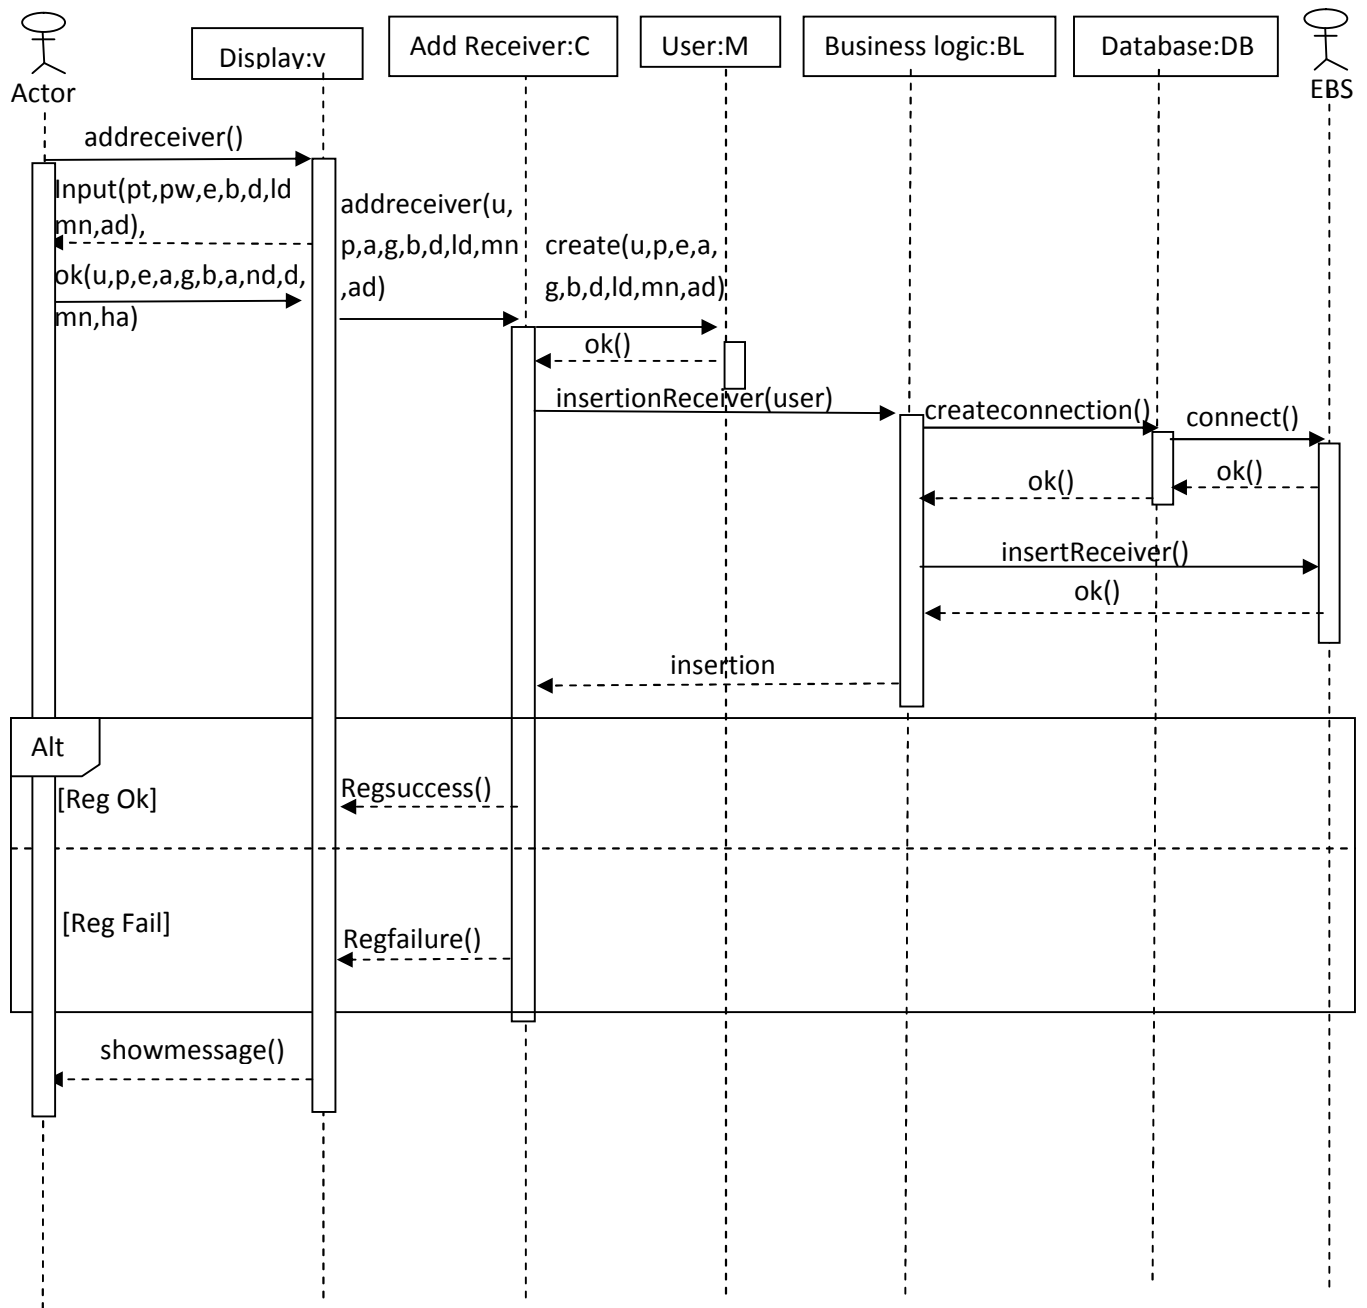 Actor
Display:v
Add Receiver:C
User:M
Business logic:BL
Database:DB
EBS
addreceiver()
Input(pt,pw,e,b,d,ld
mn,ad),
ok(u,p,e,a,g,b,a,nd,d,
mn,ha)
addreceiver(u,
p,a,g,b,d,ld,mn
,ad)
create(u,p,e,a,
g,b,d,ld,mn,ad)
ok()
insertionReceiver(user)
createconnection()
connect()
ok()
ok()
insertReceiver()
ok()
insertion
Alt
[Reg Ok]
Regsuccess()
[Reg Fail]
Regfailure()
showmessage()